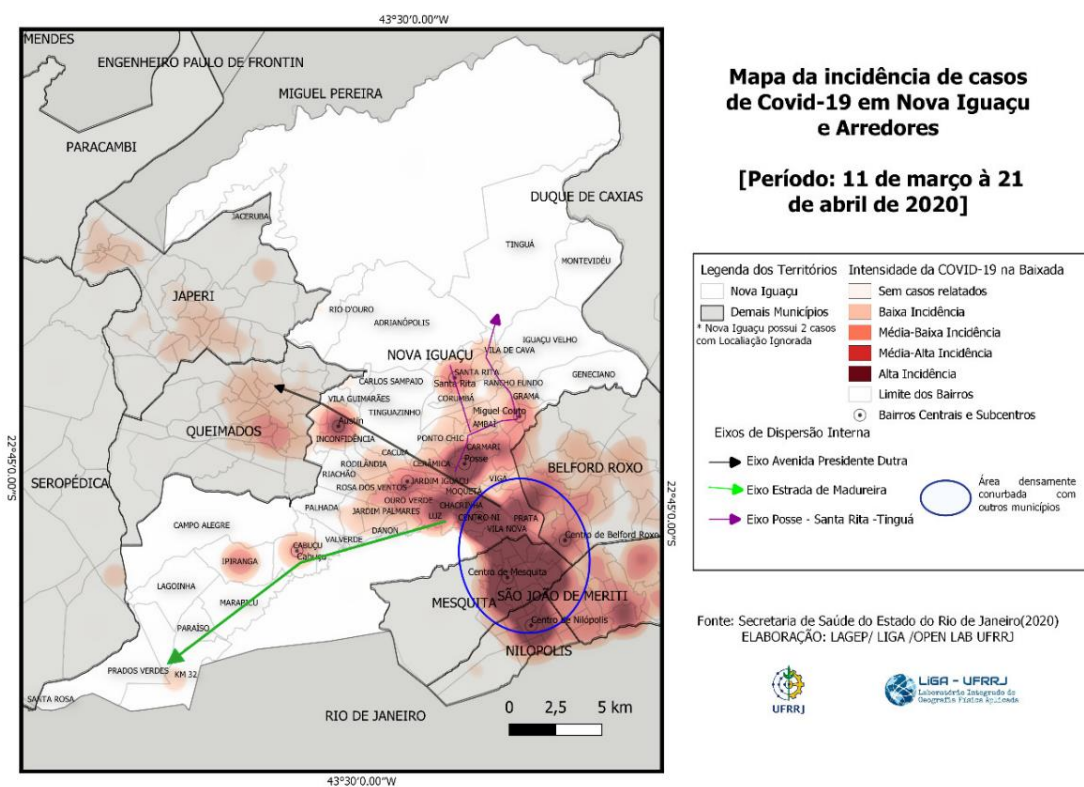 43°30'0.00"W
MENDES
ENGENHEIRO PAULO DE FRONTIN
MIGUEL PEREIRA
PARACAMBI
DUQUE DE CAXIAS
JACERUBA
TINGUÁ
MONTEVIDÉU
JAPERI
RIO D'OURO
ADRIANÓPOLIS
IGUAÇU VELHO
VILA DE CAVA
NOVA IGUAÇU
SANTA RITA
Santa Rita
RANCHO FUNDO
GENECIANO
CARLOS SAMPAIO
CORUMBÁ
GRAMA
VILA GUIMARÃES
TINGUAZINHO
Miguel Couto
Austin
AMBAÍ
QUEIMADOS
INCONFIDÊNCIA
PONTO CHIC
CARMARI
CACUIA
Posse
22°45'0.00"S
SEROPÉDICA
RODILÂNDIA
CERÂMICA
BELFORD ROXO
RIACHÃO
JARDIM IGUAÇU
VIGA
ROSA DOS VENTOS
MOQUETÁ
OURO VERDE
CHACRINHA
PALHADA
JARDIM PALMARES
LUZ
CENTRO-NI
PRATA
22°45'0.00"S
CAMPO ALEGRE
DANON
VILA NOVA
VALVERDE
Centro de Belford Roxo
CABUÇU
Cabuçu
IPIRANGA
Centro de Mesquita
LAGOINHA
MESQUITA
SÃO JOÃO DE MERITI
MARAPICU
PARAÍSO
Centro de Nilópolis
NILOPOLIS
PRADOS VERDES
KM 32
SANTA ROSA
RIO DE JANEIRO
0 2,5 5 km
43°30'0.00"W
Mapa da incidência de casos
de Covid-19 em Nova Iguaçu
e Arredores
[Período: 11 de março à 21
de abril de 2020]
Legenda dos Territórios
Nova Iguaçu
Demais Municípios
* Nova Iguaçu possui 2 casos
com Localiação Ignorada
Intensidade da COVID-19 na Baixada
Sem casos relatados
Baixa Incidência
Média-Baixa Incidência
Média-Alta Incidência
Alta Incidência
Limite dos Bairros
Bairros Centrais e Subcentros
Eixos de Dispersão Interna
Eixo Avenida Presidente Dutra
Eixo Estrada de Madureira
Eixo Posse - Santa Rita -Tinguá
Área densamente
conurbada com
outros municípios
Fonte: Secretaria de Saúde do Estado do Rio de Janeiro(2020)
ELABORAÇÃO: LAGEP/ LIGA /OPEN LAB UFRRJ
UFRRJ
LiGA - UFRRJ
Laboratório Integrado de
Geografia Física Aplicada